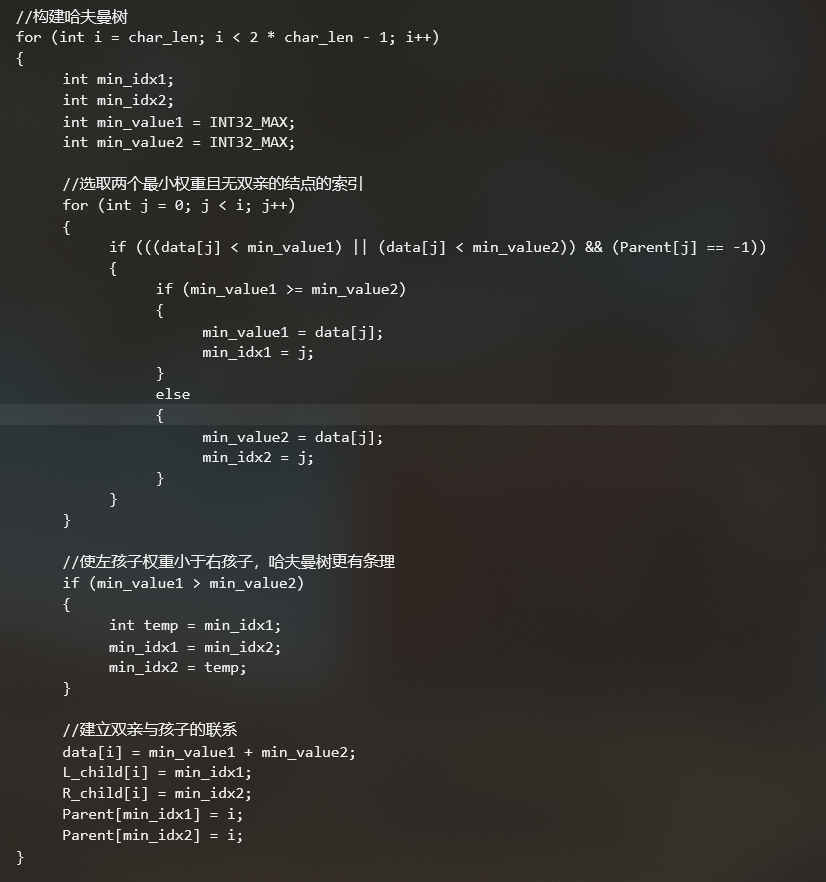 //构建哈夫曼树
for (int i = char_len; i < 2 * char_len - 1; i++)
{
int min_idx1;
int min_idx2;
int min_value1 = INT32_MAX;
int min_value2 = INT32_MAX;
//选取两个最小权重且无双亲的结点的索引
for (int j = 0; j < i; j++)
{
if (((data[j] < min_value1) || (data[j] < min_value2)) && (Parent[j] == -1))
{
if (min_value1 >= min_value2)
{
min_value1 = data[j];
min_idx1 = j;
}
else
{
min_value2 = data[j];
min_idx2 = j;
}
}
}
//使左孩子权重小于右孩子，哈夫曼树更有条理
if (min_value1 > min_value2)
{
int temp = min_idx1;
min_idx1 = min_idx2;
min_idx2 = temp;
}
//建立双亲与孩子的联系
data[i] = min_value1 + min_value2;
L_child[i] = min_idx1;
R_child[i] = min_idx2;
Parent[min_idx1] = i;
Parent[min_idx2] = i;
}